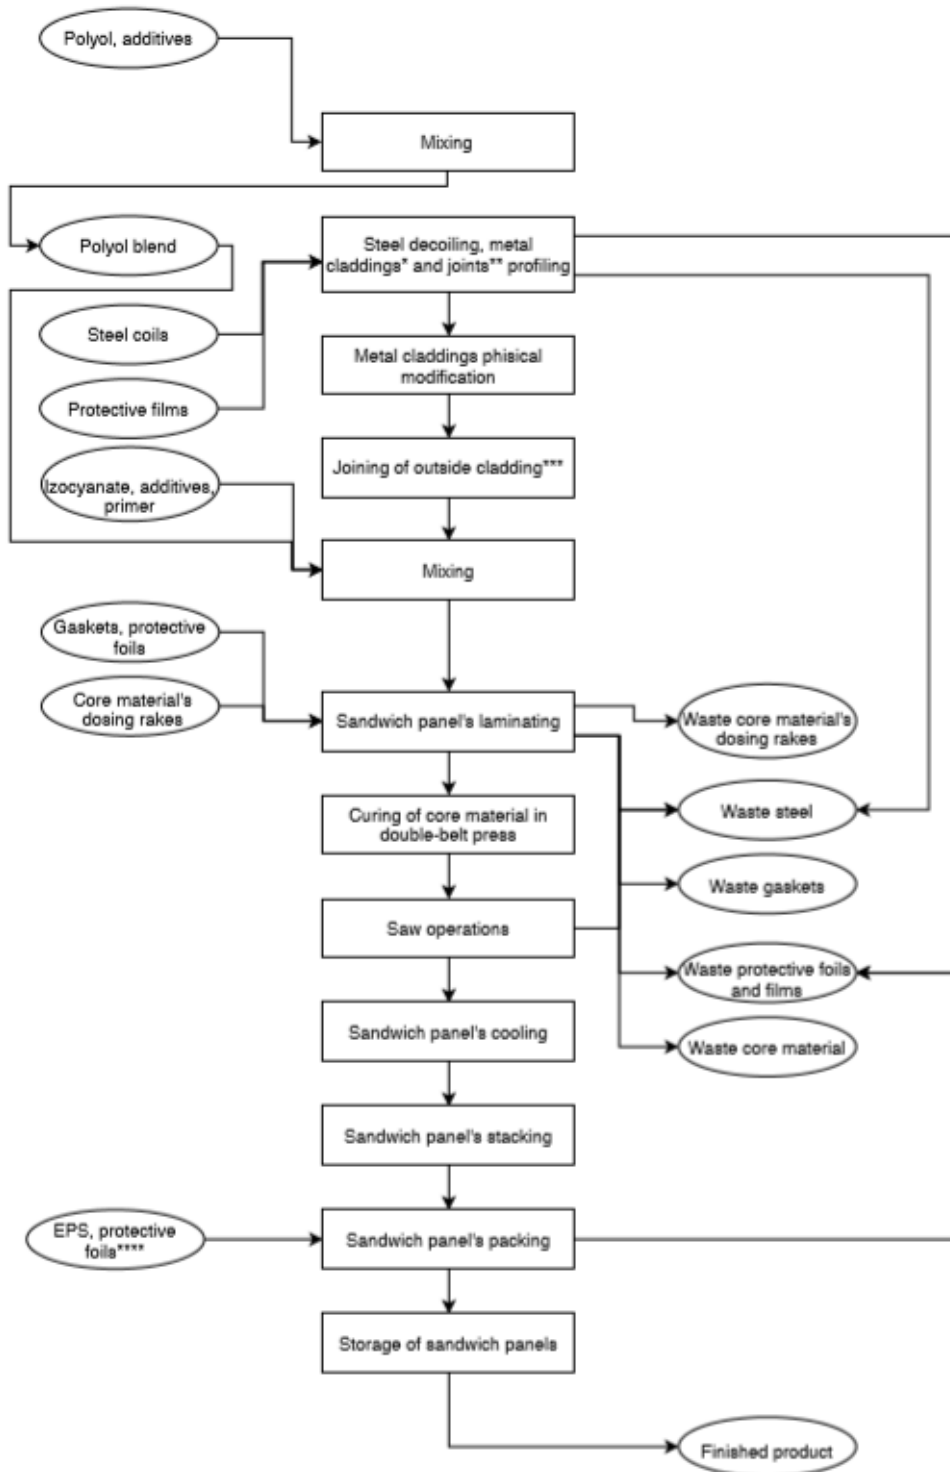 Polyol, additives
Mixing
Polyol blend
Steel decoiling, metal
claddings* and joints** profiling
Steel coils
Metal claddings phisical
modification
Protective films
Joining of outside cladding***
Izocyanate, additives,
primer
Mixing
Gaskets, protective
foils
Core material's
dosing rakes
Sandwich panel's laminating
Waste core material's
dosing rakes
Curing of core material in
double-belt press
Waste steel
Waste gaskets
Saw operations
Waste protective foils
and films
Sandwich panel's cooling
Waste core material
Sandwich panel's stacking
EPS, protective
foils****
Sandwich panel's packing
Storage of sandwich panels
Finished product